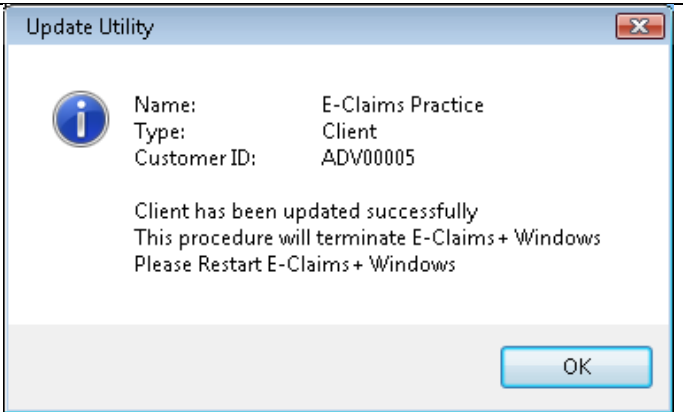 Update Utility
Name: E-Claims Practice
Type: Client
Customer ID: ADV00005
Client has been updated successfully
This procedure will terminate E-Claims+ Windows
Please Restart E-Claims+ Windows
OK